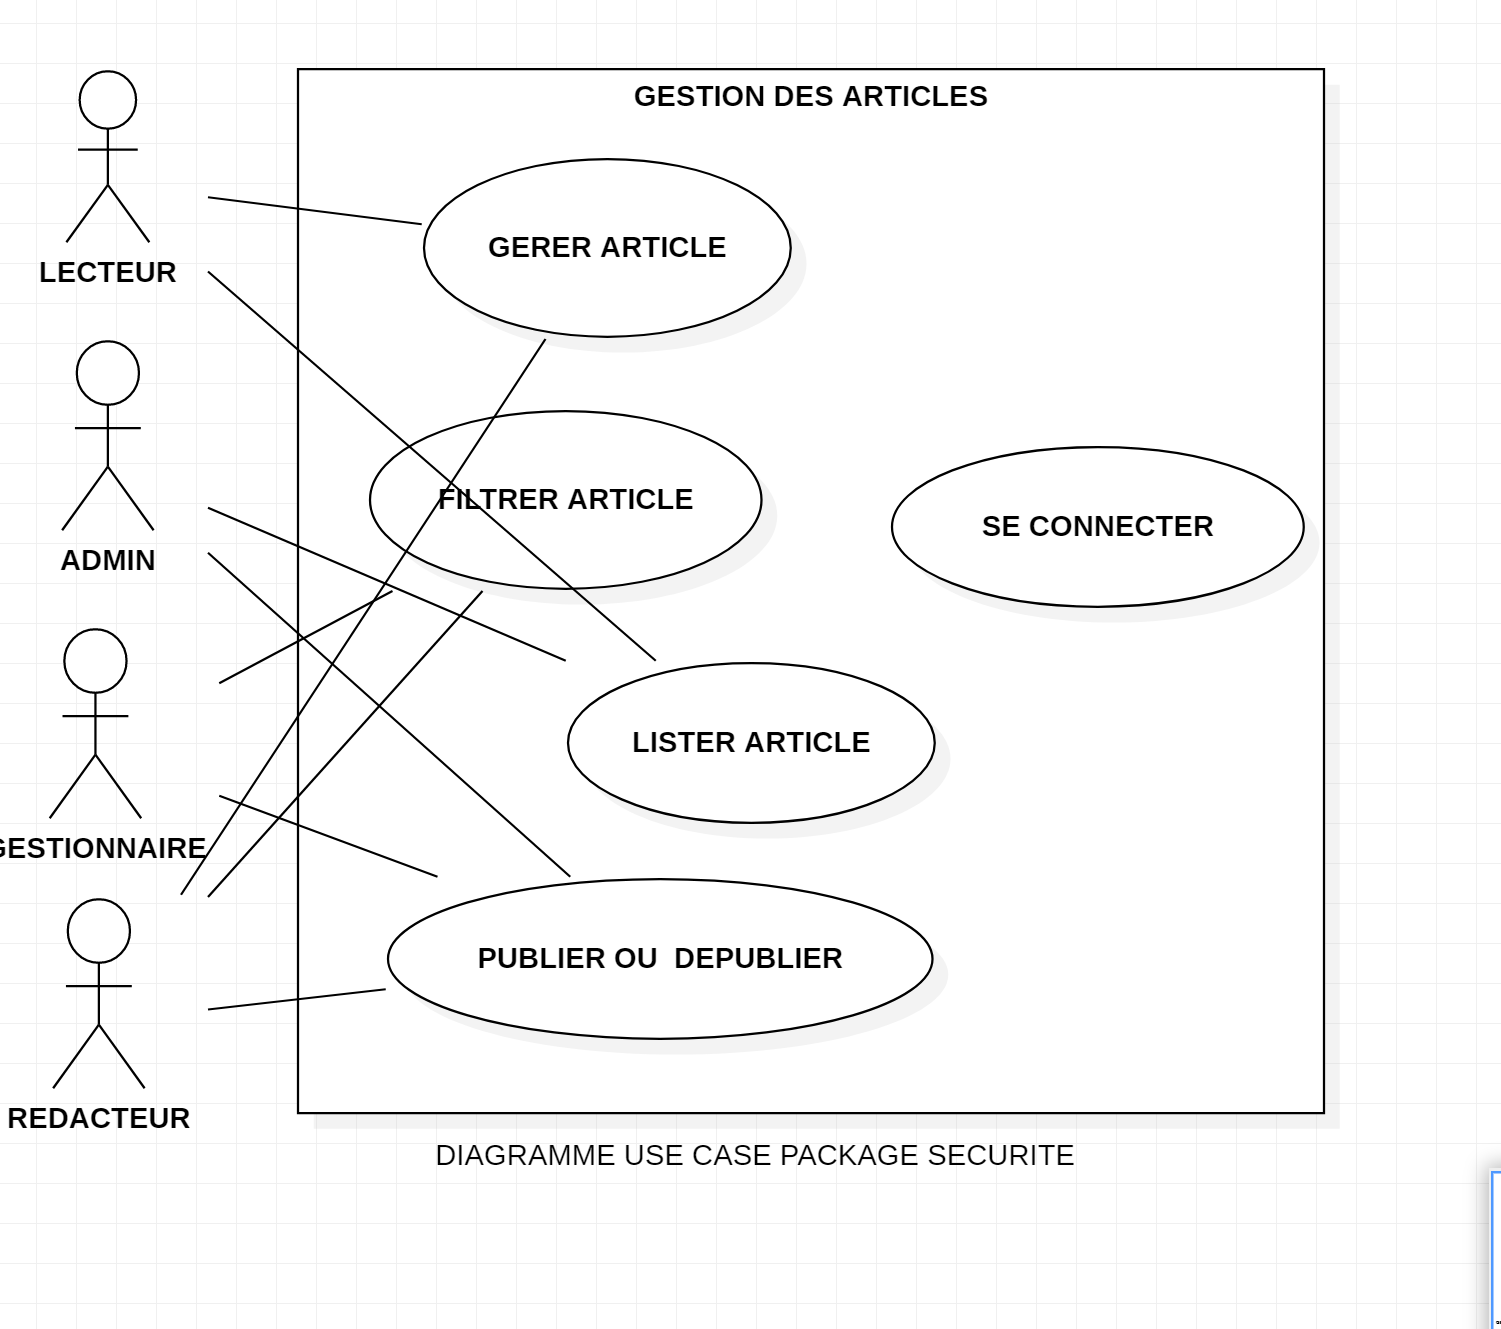 GESTION DES ARTICLES
GERER ARTICLE
LECTEUR
FILTRER ARTICLE
SE CONNECTER
ADMIN
LISTER ARTICLE
GESTIONNAIRE
PUBLIER OU  DEPUBLIER
REDACTEUR
DIAGRAMME USE CASE PACKAGE SECURITE